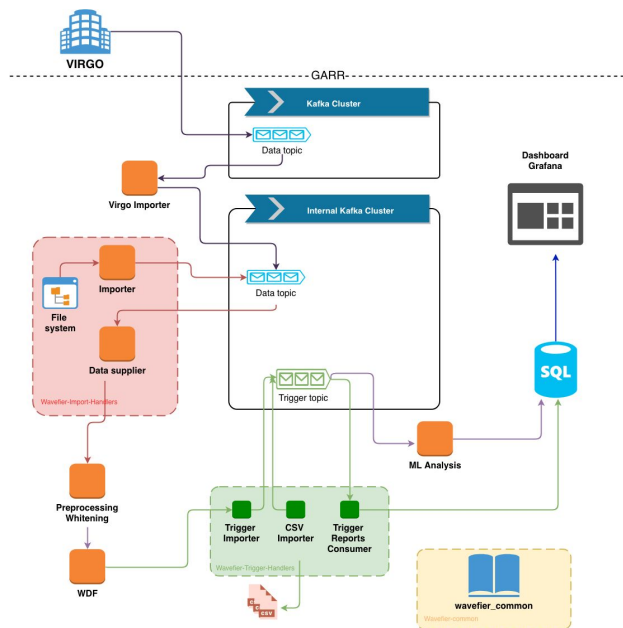 VIRGO
GARR
Kafka Cluster
Data topic
Dashboard
Grafana
Virgo Importer
Internal Kafka Cluster
Importer
File
system
Data topic
Data supplier
SQL
Trigger topic
Wavefier-Import-Handlers
ML Analysis
Preprocessing
Whitening
Trigger
Importer
CSV
Importer
Trigger
Reports
Consumer
Wavefier-Trigger-Handlers
WDF
CSV
wavefier_common
Wavefier-common